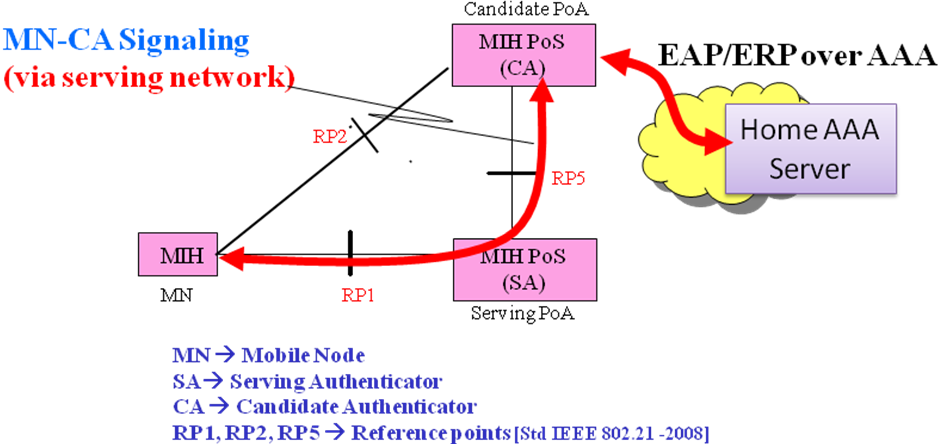 Candidate PoA
MN-CA Signaling
(via serving network)
MIH PoS
(CA)
EAP/ERP over AAA
Home AAA
Server
RP2
RP5
MIH
MN
RP1
MIH PoS
(SA)
Serving PoA
MN → Mobile Node
SA → Serving Authenticator
CA → Candidate Authenticator
RP1, RP2, RP5 → Reference points [Std IEEE 802.21 -2008]